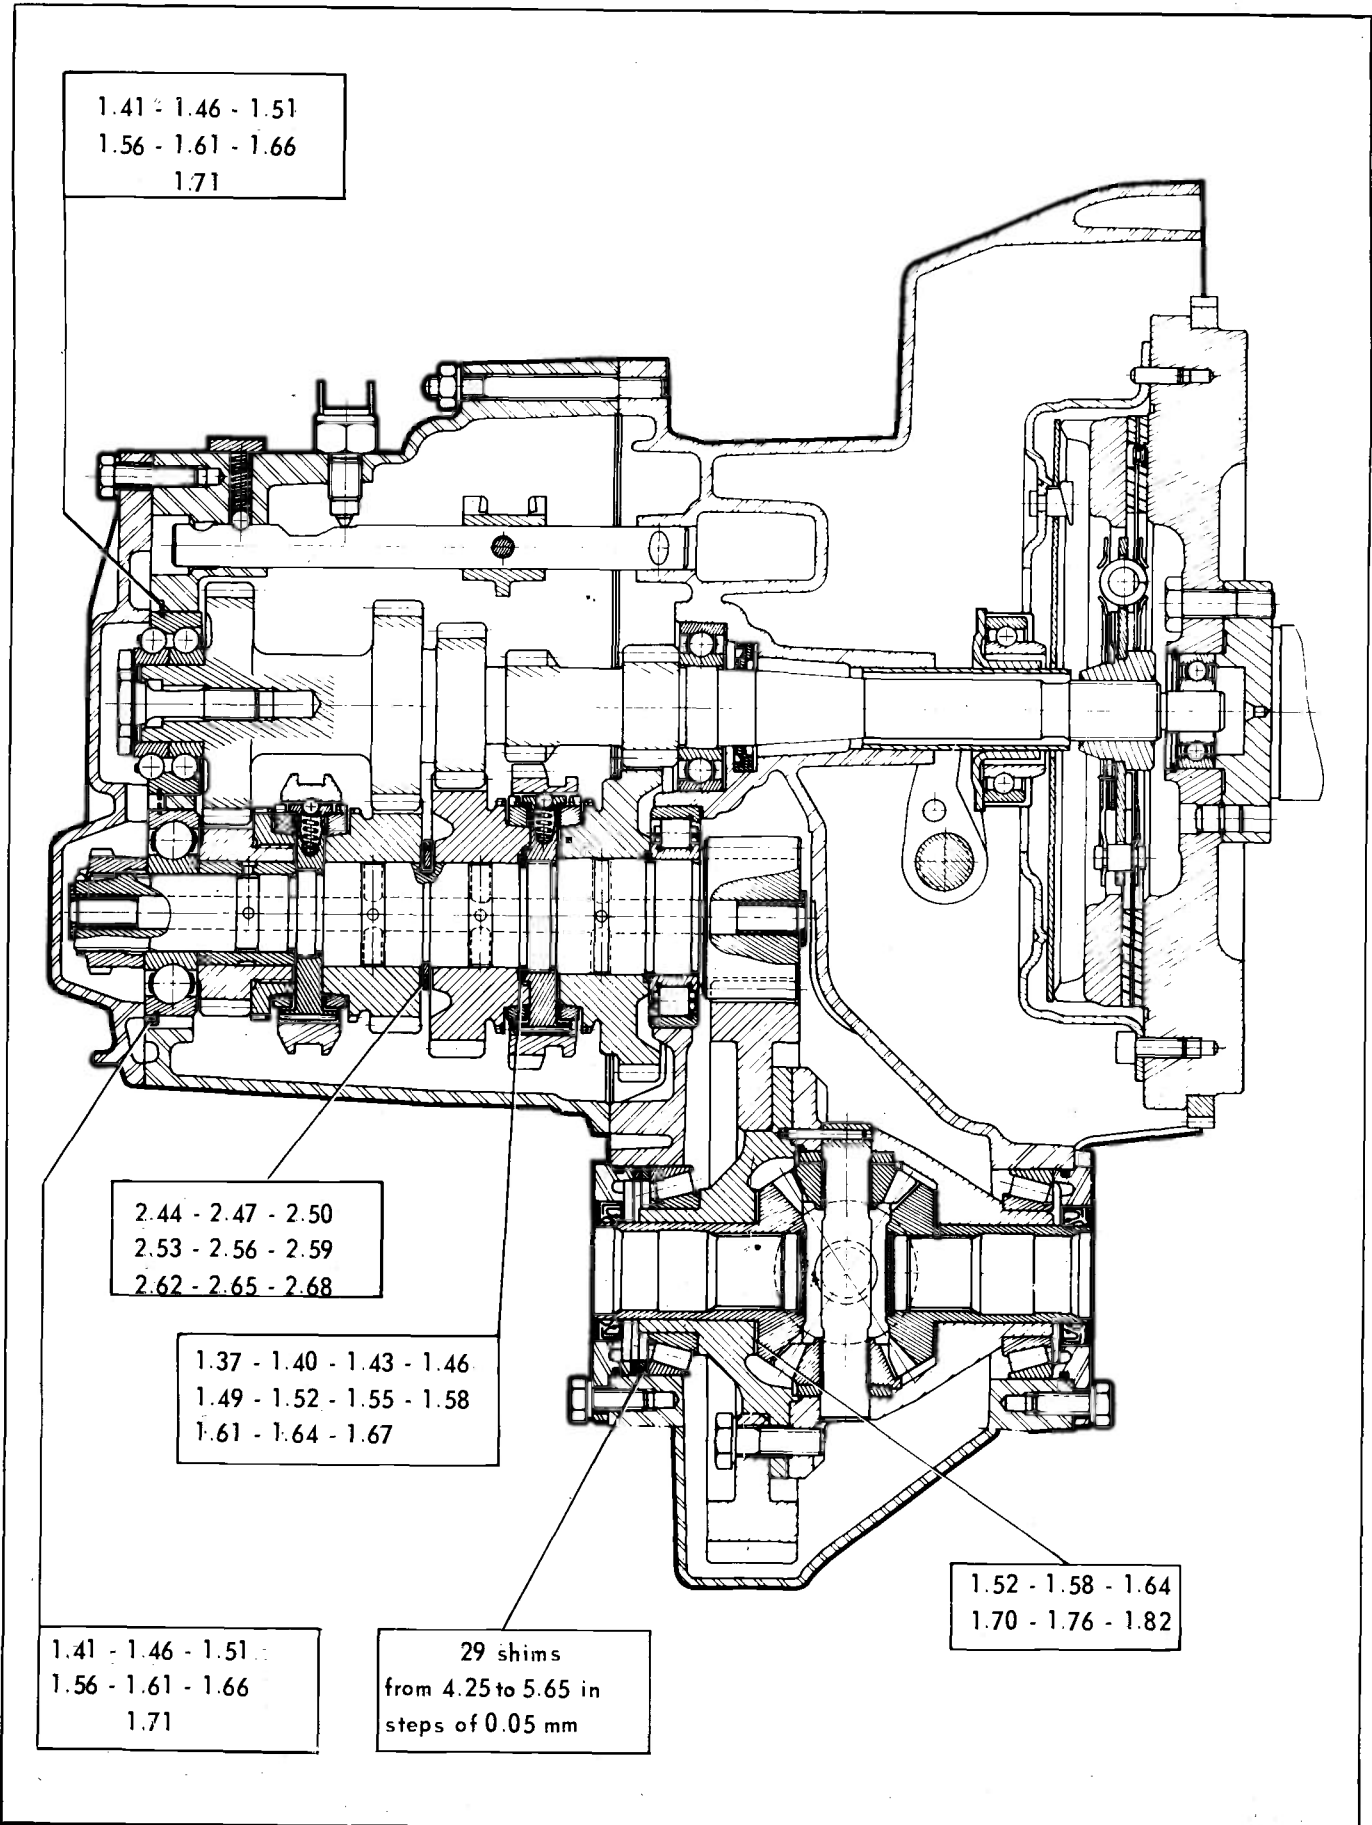 1.41 - 1.46 - 1.51
1.56 - 1.61 - 1.66
1.71
2.44 - 2.47 - 2.50
2.53 - 2.56 - 2.59
2.62 - 2.65 - 2.68
1.37 - 1.40 - 1.43 - 1.46
1.49 - 1.52 - 1.55 - 1.58
1.61 - 1.64 - 1.67
1.52 - 1.58 - 1.64
1.70 - 1.76 - 1.82
1.41 - 1.46 - 1.51
1.56 - 1.61 - 1.66
1.71
29 shims
from 4.25 to 5.65 in
steps of 0.05 mm